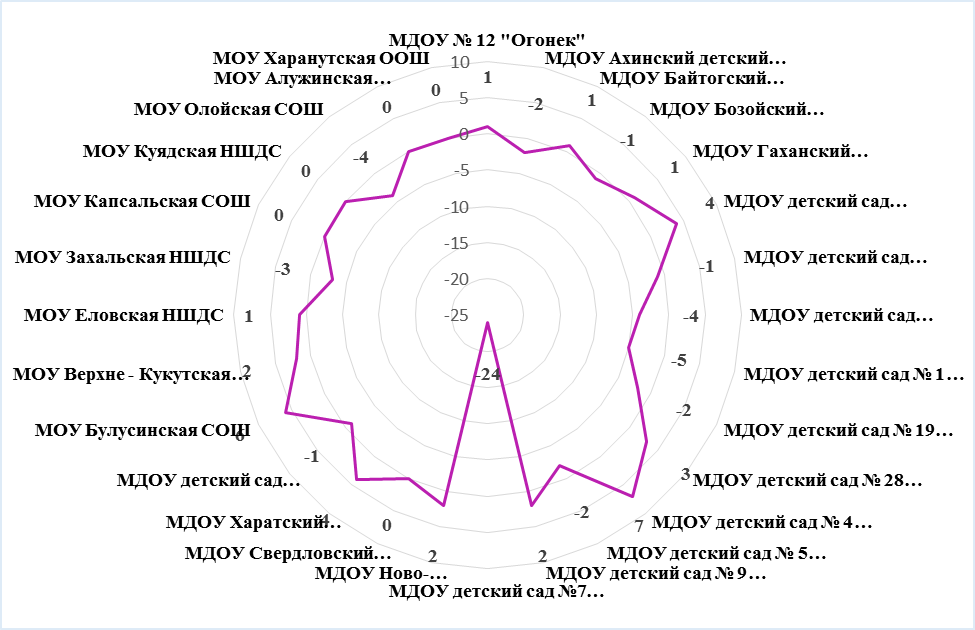 МДОУ № 12 "Огонек"
МДОУ Ахинский детский…
МДОУ Байтогский…
МДОУ Бозойский…
МДОУ Гаханский…
МДОУ детский сад…
МДОУ детский сад…
МДОУ детский сад…
МДОУ детский сад № 1…
МДОУ детский сад № 19…
МДОУ детский сад № 28…
МДОУ детский сад № 4…
МДОУ детский сад № 5…
МДОУ детский сад № 9…
МДОУ детский сад №7…
МДОУ Ново-…
МДОУ Свердловский…
МДОУ Харатский…
МДОУ детский сад…
МОУ Булусинская СОШ
МОУ Верхне - Кукутская…
МОУ Еловская НШДС
МОУ Захальская НШДС
МОУ Капсальская СОШ
МОУ Куядская НШДС
МОУ Олойская СОШ
МОУ Алужинская…
МОУ Харанутская ООШ
10
5
0
-5
-10
-15
-20
-25
1
-2
1
-1
1
4
-1
-4
-5
-2
3
7
-2
2
-24
2
0
4
-1
6
2
1
-3
0
0
-4
0
0